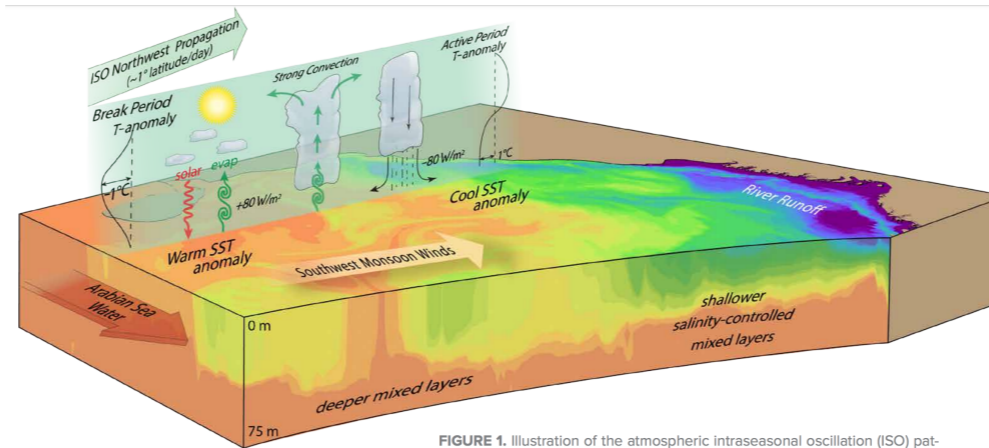 ISO Northwest Propagation
(~1° latitude/day)
Break Period
T-anomaly
Active Period
T-anomaly
Strong Convection
solar
evap
-1°C
+80 W/m²
-80 W/m²
1°C
Cool SST
anomaly
Warm SST
anomaly
Southwest Monsoon Winds
River Runoff
Arabian Sea
Water
0 m
shallower
salinity-controlled
mixed layers
deeper mixed layers
75 m
FIGURE 1. Illustration of the atmospheric intraseasonal oscillation (ISO) pat-